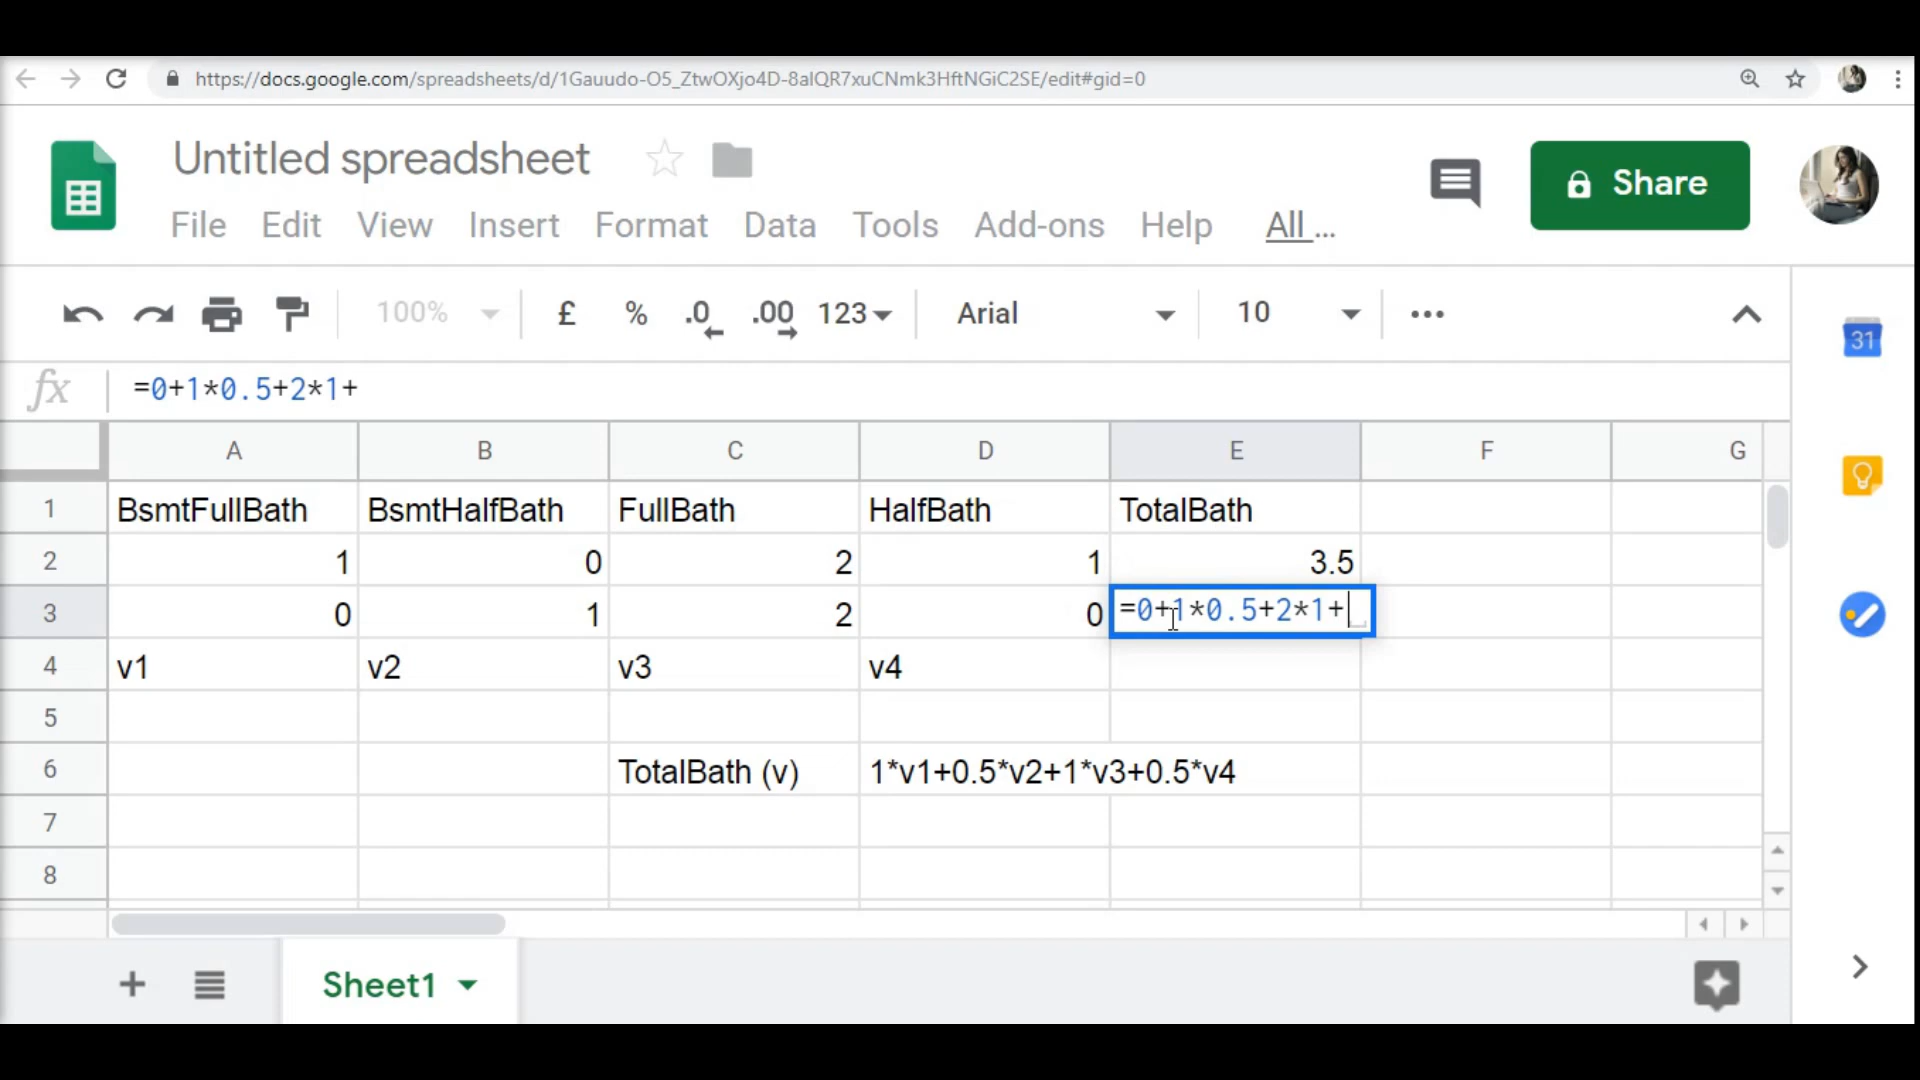 https://docs.google.com/spreadsheets/d/1Gauudo-O5_ZtwOXjo4D-8alQR7xuCNmk3HftNGiC2SE/edit#gid=0
Untitled spreadsheet
Share
File Edit View Insert Format Data Tools Add-ons Help All ...
100% £ % .0 .00 123 Arial 10
31
fx =0+1*0.5+2*1+
A B C D E F G
1 BsmtFullBath BsmtHalfBath FullBath HalfBath TotalBath
2 1 0 2 1 3.5
3 0 1 2 0 =0+1*0.5+2*1+
4 v1 v2 v3 v4
5
6 TotalBath (v) 1*v1+0.5*v2+1*v3+0.5*v4
7
8
Sheet1